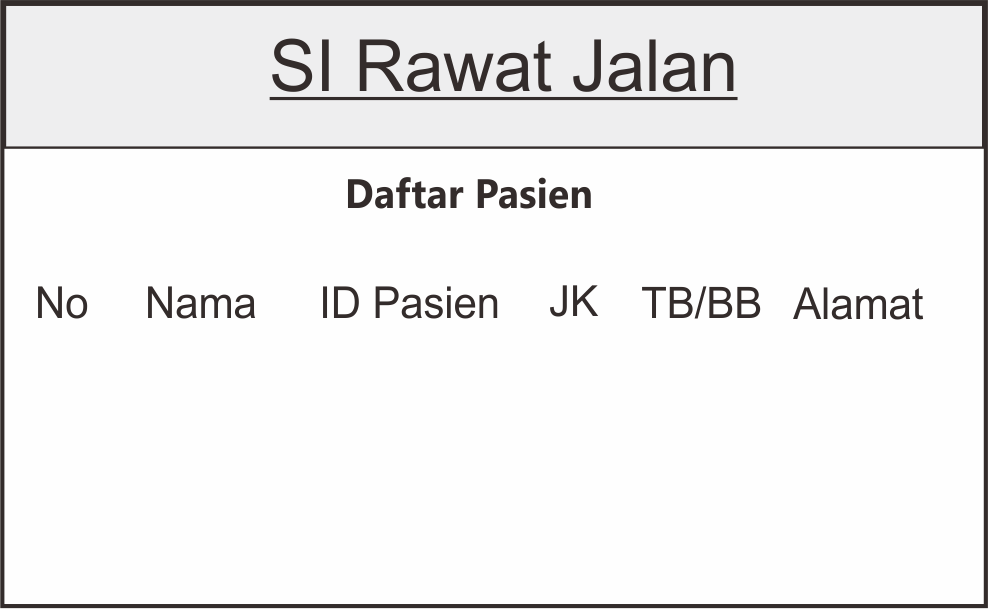 SI Rawat Jalan
Daftar Pasien
No Nama ID Pasien JK TB/BB Alamat